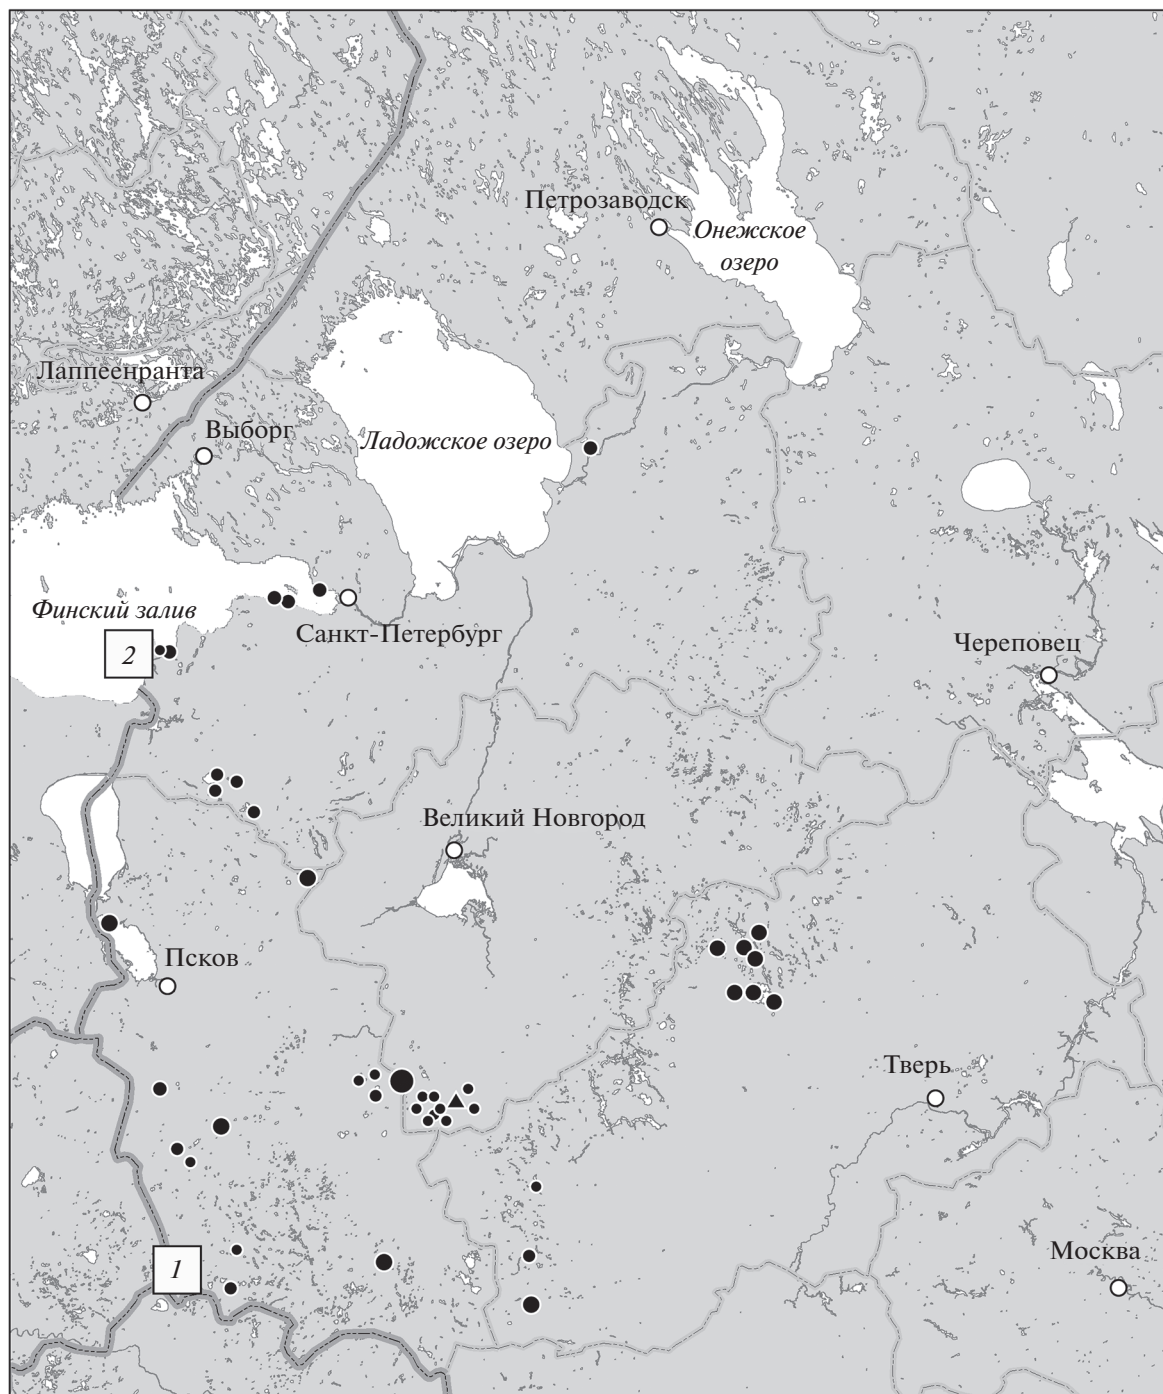 Петрозаводск
Онежское
озеро
Лаппеенранта
Выборг
Ладожское озеро
Финский залив
Санкт-Петербург
2
Череповец
Великий Новгород
Псков
Тверь
1
Москва